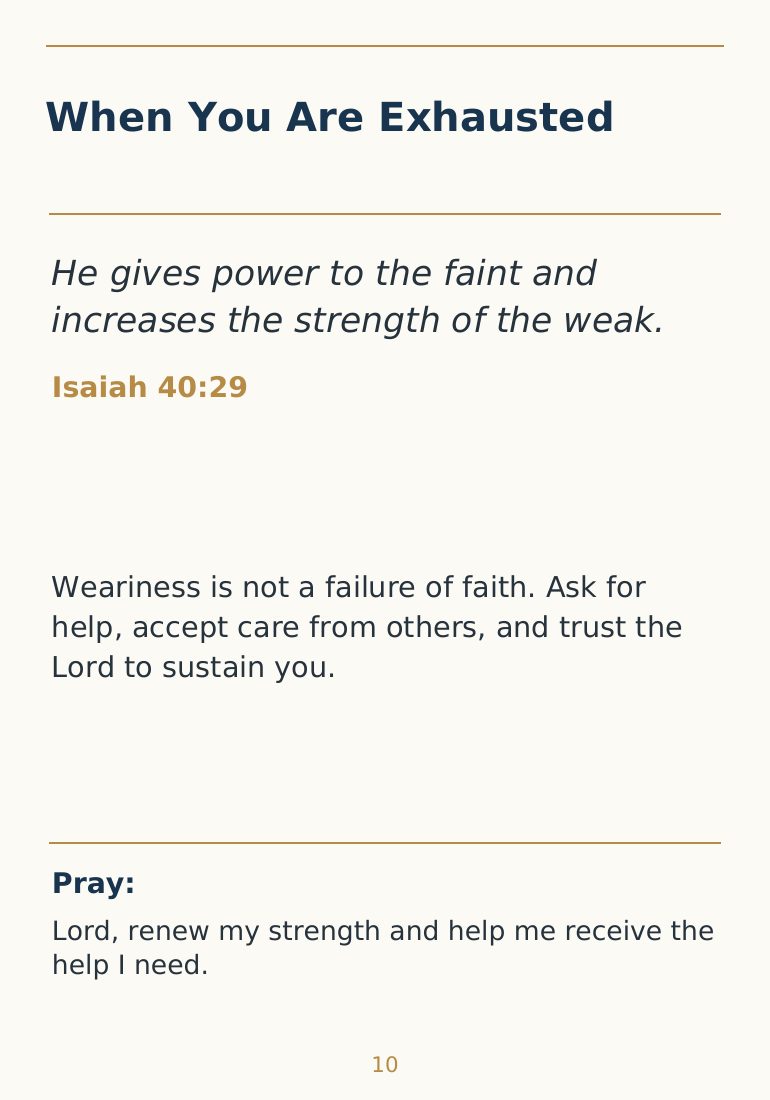 When You Are Exhausted
He gives power to the faint and
increases the strength of the weak.
Isaiah 40:29
Weariness is not a failure of faith. Ask for
help, accept care from others, and trust the
Lord to sustain you.
Pray:
Lord, renew my strength and help me receive the
help I need.
10